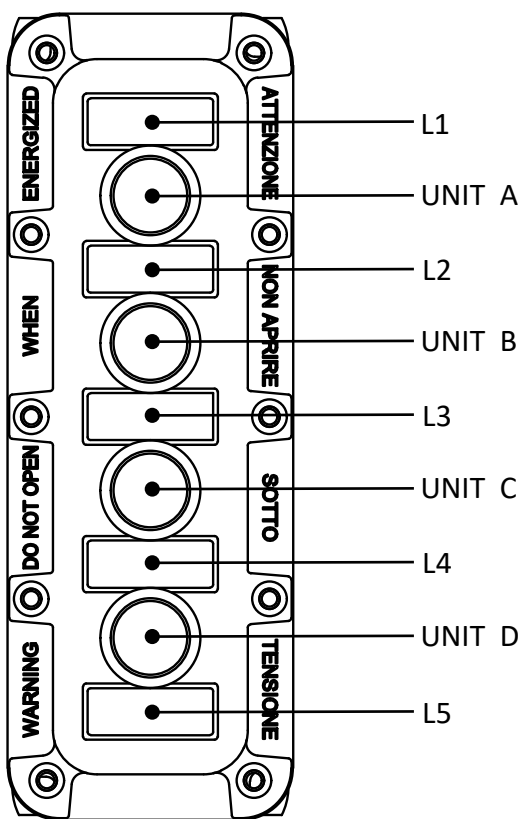 L1
UNIT A
L2
UNIT B
L3
UNIT C
L4
UNIT D
L5
WARNING
DO NOT OPEN
WHEN
ENERGIZED
ATTENZIONE
NON APRIRE
SOTTO
TENSIONE